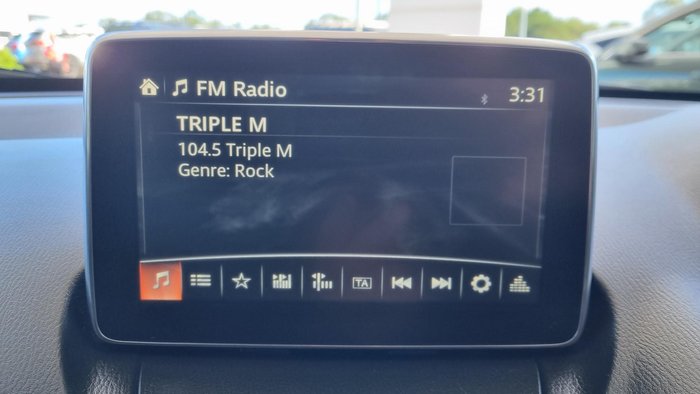 FM Radio
3:31
TRIPLE M
104.5 Triple M
Genre: Rock
TA